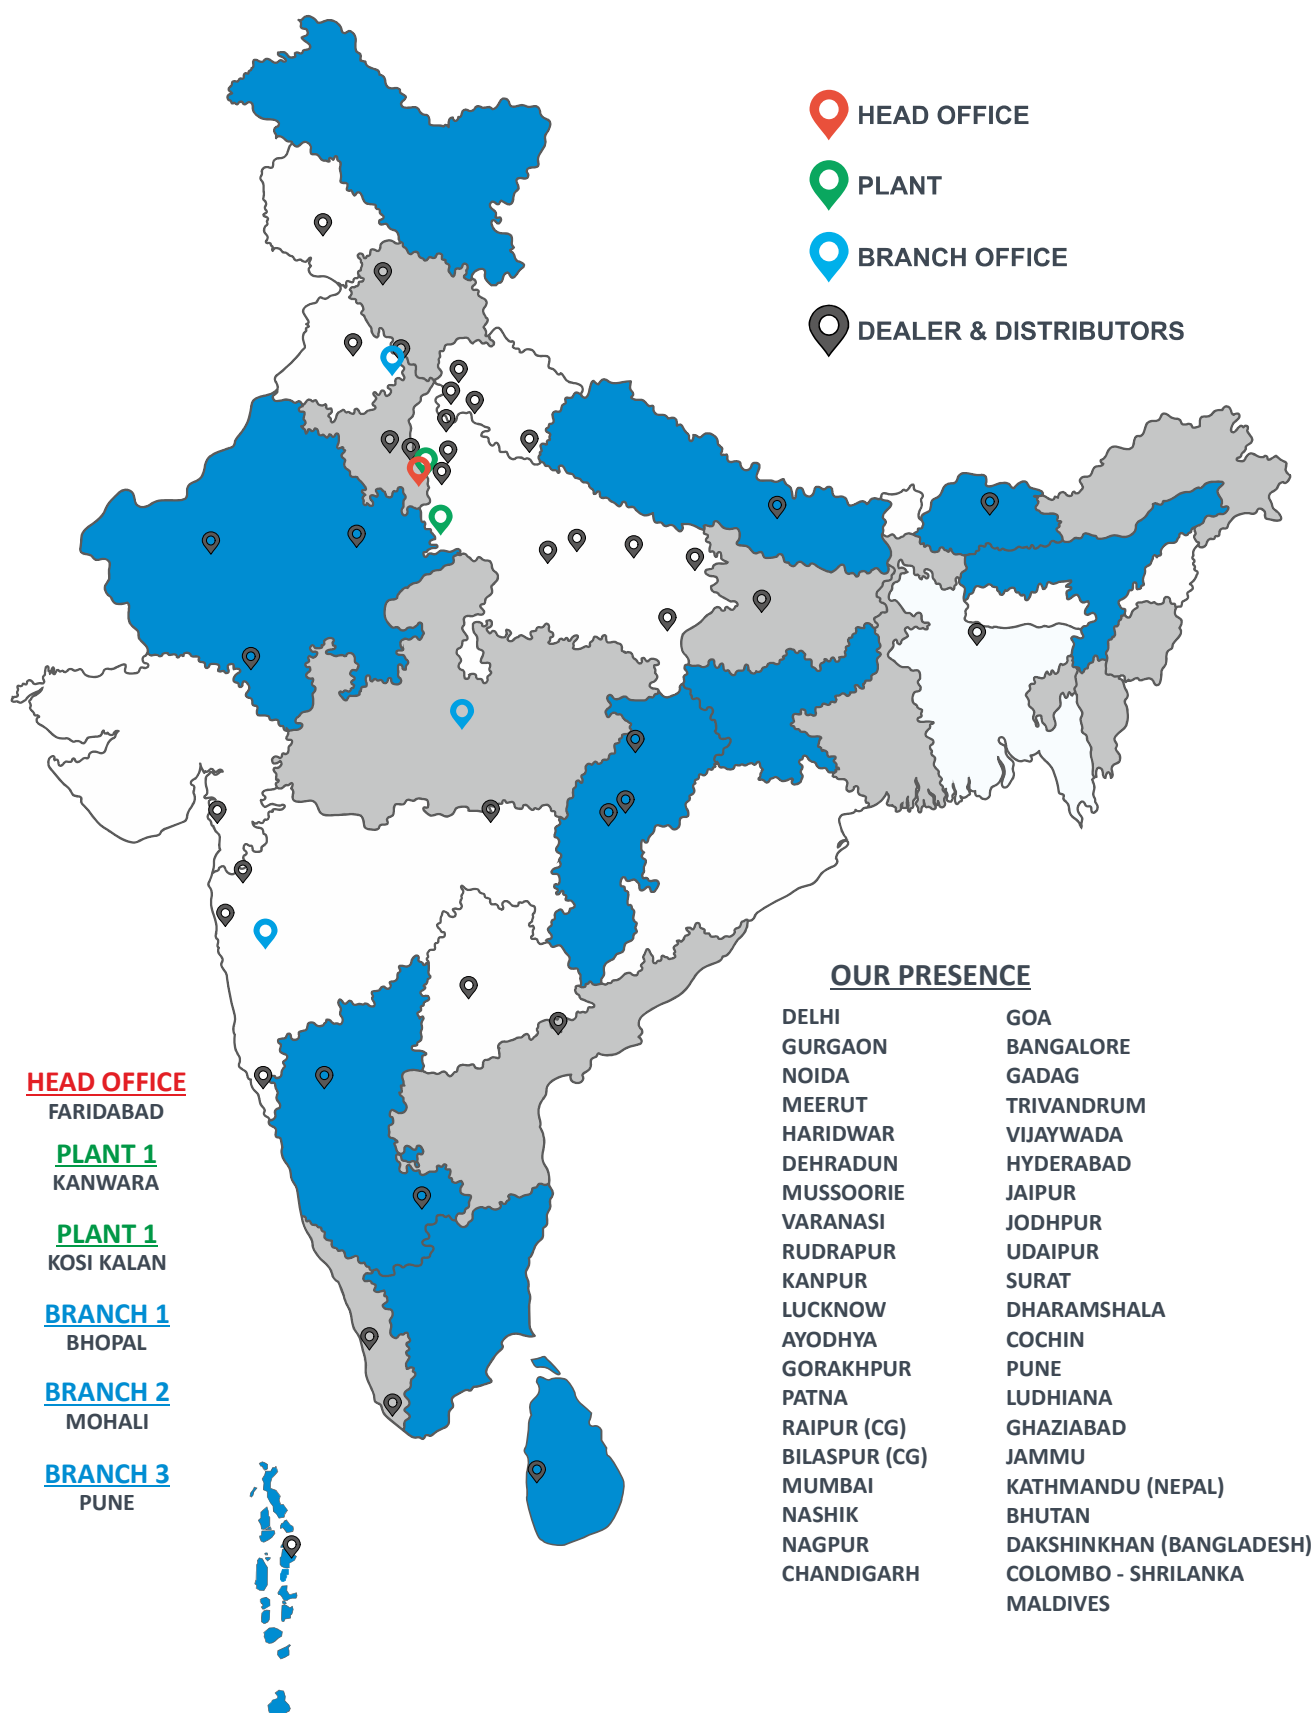 HEAD OFFICE
PLANT
BRANCH OFFICE
DEALER & DISTRIBUTORS
HEAD OFFICE
FARIDABAD
PLANT 1
KANWARA
PLANT 1
KOSI KALAN
BRANCH 1
BHOPAL
BRANCH 2
MOHALI
BRANCH 3
PUNE
OUR PRESENCE
DELHI
GURGAON
NOIDA
MEERUT
HARIDWAR
DEHRADUN
MUSSOORIE
VARANASI
RUDRAPUR
KANPUR
LUCKNOW
AYODHYA
GORAKHPUR
PATNA
RAIPUR (CG)
BILASPUR (CG)
MUMBAI
NASHIK
NAGPUR
CHANDIGARH
GOA
BANGALORE
GADAG
TRIVANDRUM
VIJAYWADA
HYDERABAD
JAIPUR
JODHPUR
UDAIPUR
SURAT
DHARAMSHALA
COCHIN
PUNE
LUDHIANA
GHAZIABAD
JAMMU
KATHMANDU (NEPAL)
BHUTAN
DAKSHINKHAN (BANGLADESH)
COLOMBO - SHRILANKA
MALDIVES